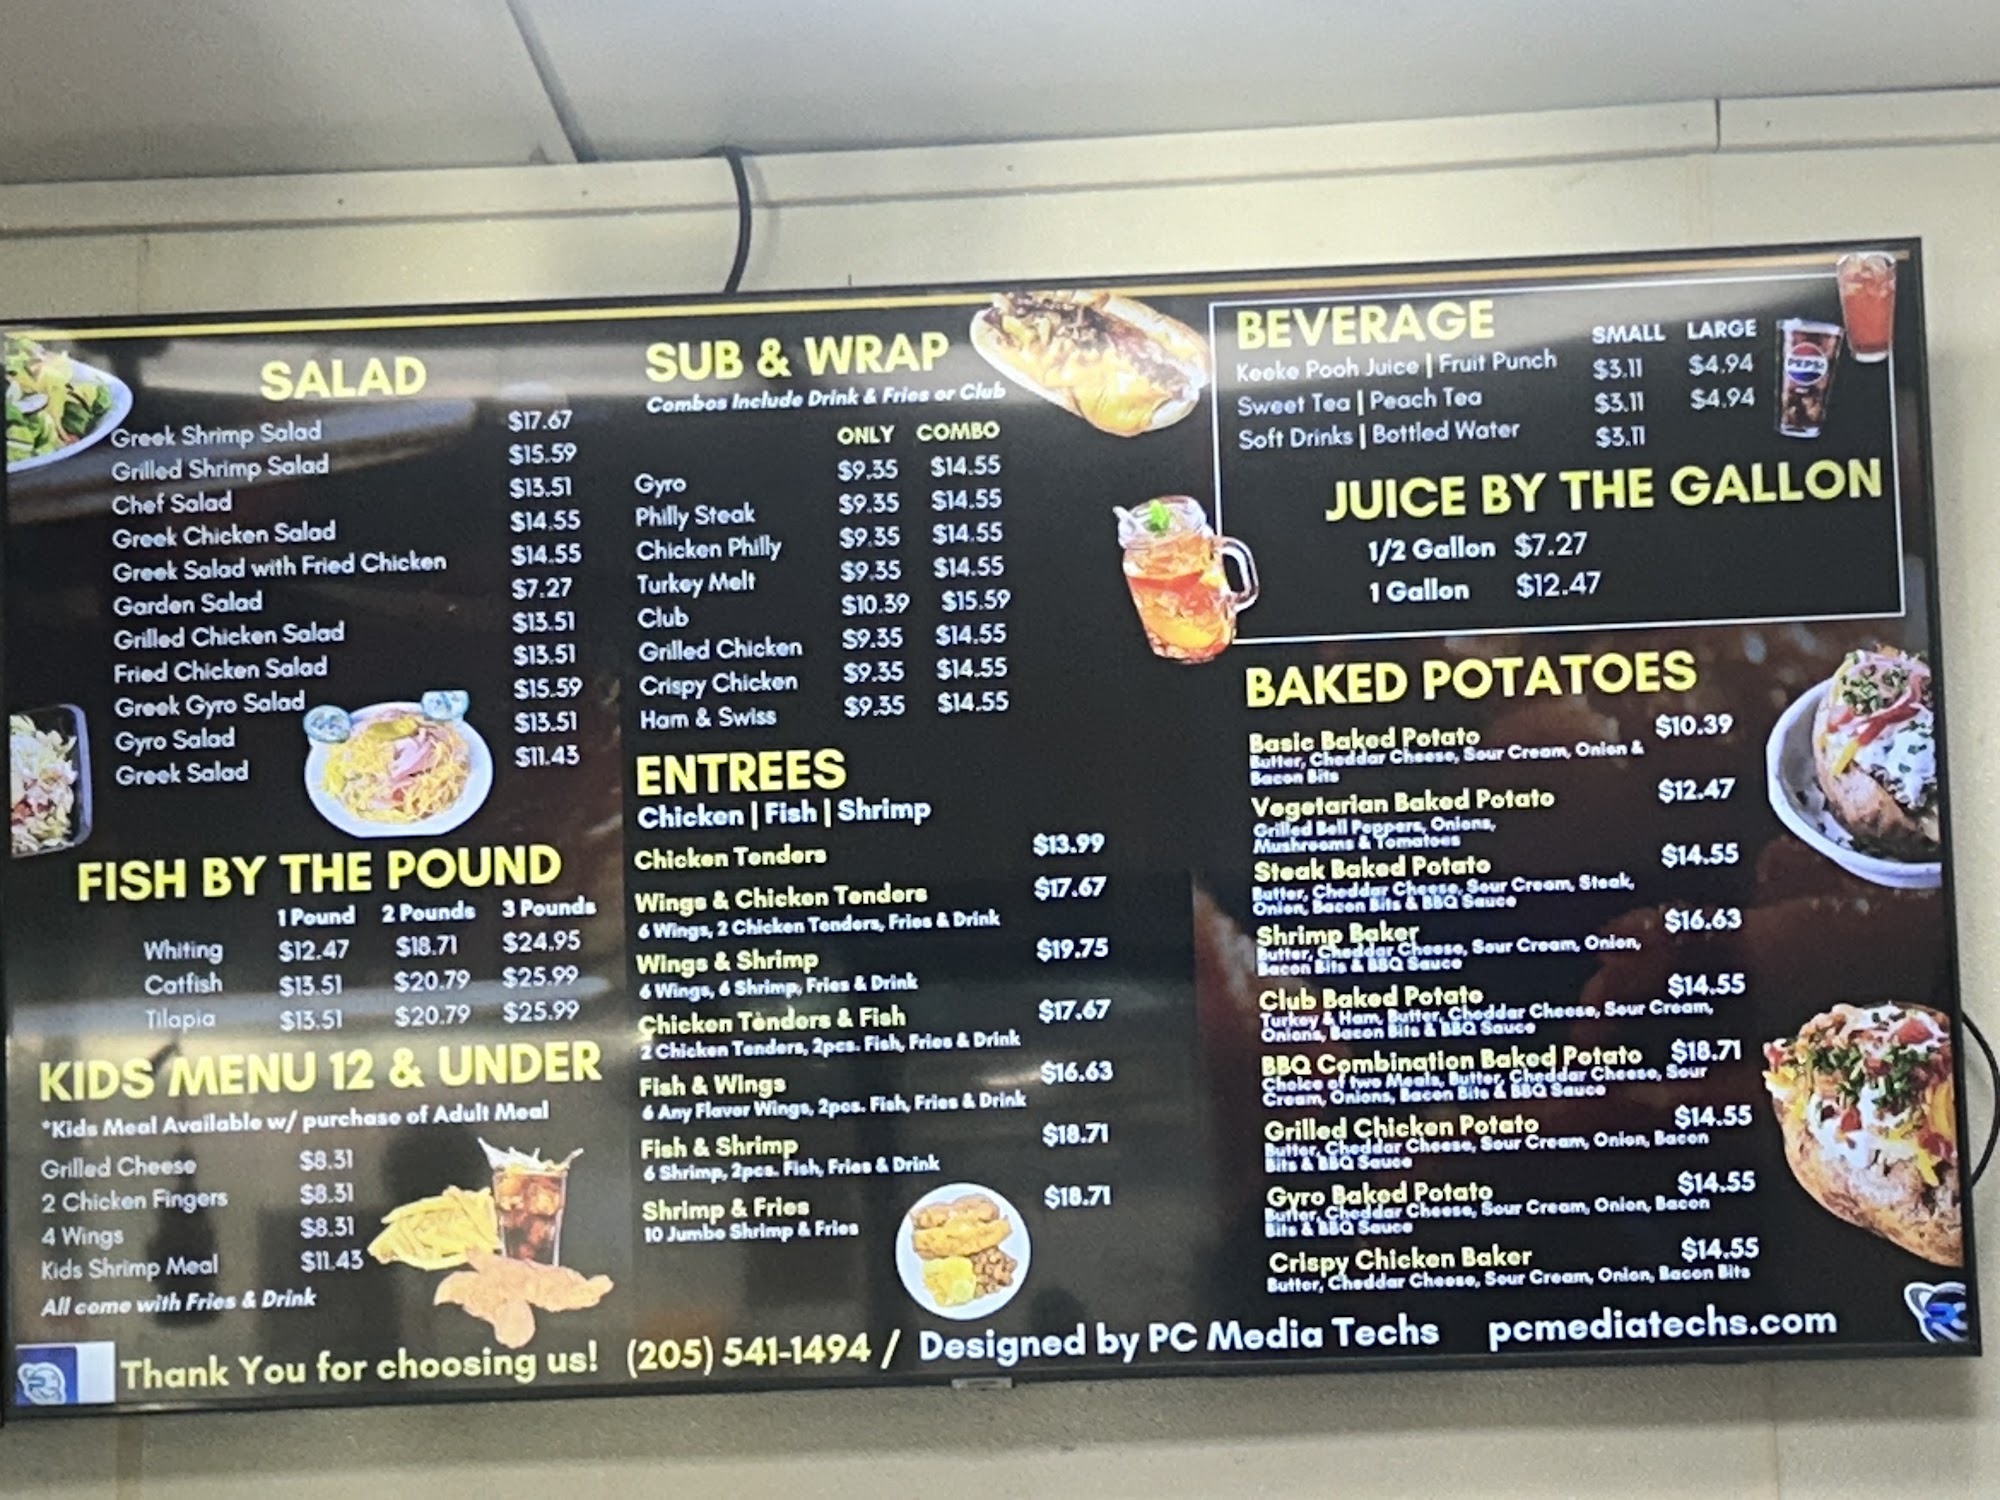 SALAD
Greek Shrimp Salad $17.67
Grilled Shrimp Salad $15.59
Chef Salad $13.51
Greek Chicken Salad $14.55
Greek Salad with Fried Chicken $14.55
Garden Salad $7.27
Grilled Chicken Salad $13.51
Fried Chicken Salad $13.51
Greek Gyro Salad $15.59
Gyro Salad $13.51
Greek Salad $11.43
FISH BY THE POUND
1 Pound 2 Pounds 3 Pounds
Whiting $12.47 $18.71 $24.95
Catfish $13.51 $20.79 $25.99
Tilapia $13.51 $20.79 $25.99
KIDS MENU 12 & UNDER
*Kids Meal Available w/ purchase of Adult Meal
Grilled Cheese $8.31
2 Chicken Fingers $8.31
4 Wings $8.31
Kids Shrimp Meal $11.43
All come with Fries & Drink
SUB & WRAP
Combos Include Drink & Fries or Club
ONLY COMBO
Gyro $9.35 $14.55
Philly Steak $9.35 $14.55
Chicken Philly $9.35 $14.55
Turkey Melt $9.35 $14.55
Club $10.39 $15.59
Grilled Chicken $9.35 $14.55
Crispy Chicken $9.35 $14.55
Ham & Swiss $9.35 $14.55
ENTREES
Chicken | Fish | Shrimp
Chicken Tenders $13.99
Wings & Chicken Tenders $17.67
6 Wings, 2 Chicken Tenders, Fries & Drink
Wings & Shrimp $19.75
6 Wings, 6 Shrimp, Fries & Drink
Chicken Tenders & Fish $17.67
2 Chicken Tenders, 2pcs. Fish, Fries & Drink
Fish & Wings $16.63
6 Any Flavor Wings, 2pcs. Fish, Fries & Drink
Fish & Shrimp $18.71
6 Shrimp, 2pcs. Fish, Fries & Drink
Shrimp & Fries $18.71
10 Jumbo Shrimp & Fries
BEVERAGE
SMALL LARGE
Keeke Pooh Juice | Fruit Punch $3.11 $4.94
Sweet Tea | Peach Tea $3.11 $4.94
Soft Drinks | Bottled Water $3.11
PEPSI
JUICE BY THE GALLON
1/2 Gallon $7.27
1 Gallon $12.47
BAKED POTATOES
Basic Baked Potato $10.39
Butter, Cheddar Cheese, Sour Cream, Onion &
Bacon Bits
Vegetarian Baked Potato $12.47
Grilled Bell Peppers, Onions,
Mushrooms & Tomatoes
Steak Baked Potato $14.55
Butter, Cheddar Cheese, Sour Cream, Steak,
Onion, Bacon Bits & BBQ Sauce
Shrimp Baker $16.63
Butter, Cheddar Cheese, Sour Cream, Onion,
Bacon Bits & BBQ Sauce
Club Baked Potato $14.55
Turkey & Ham, Butter, Cheddar Cheese, Sour Cream,
Onions, Bacon Bits & BBQ Sauce
BBQ Combination Baked Potato $18.71
Choice of two Meals, Butter, Cheddar Cheese, Sour
Cream, Onions, Bacon Bits & BBQ Sauce
Grilled Chicken Potato $14.55
Butter, Cheddar Cheese, Sour Cream, Onion, Bacon
Bits & BBQ Sauce
Gyro Baked Potato $14.55
Butter, Cheddar Cheese, Sour Cream, Onion, Bacon
Bits & BBQ Sauce
Crispy Chicken Baker $14.55
Butter, Cheddar Cheese, Sour Cream, Onion, Bacon Bits
Thank You for choosing us! (205) 541-1494 / Designed by PC Media Techs pcmediatechs.com